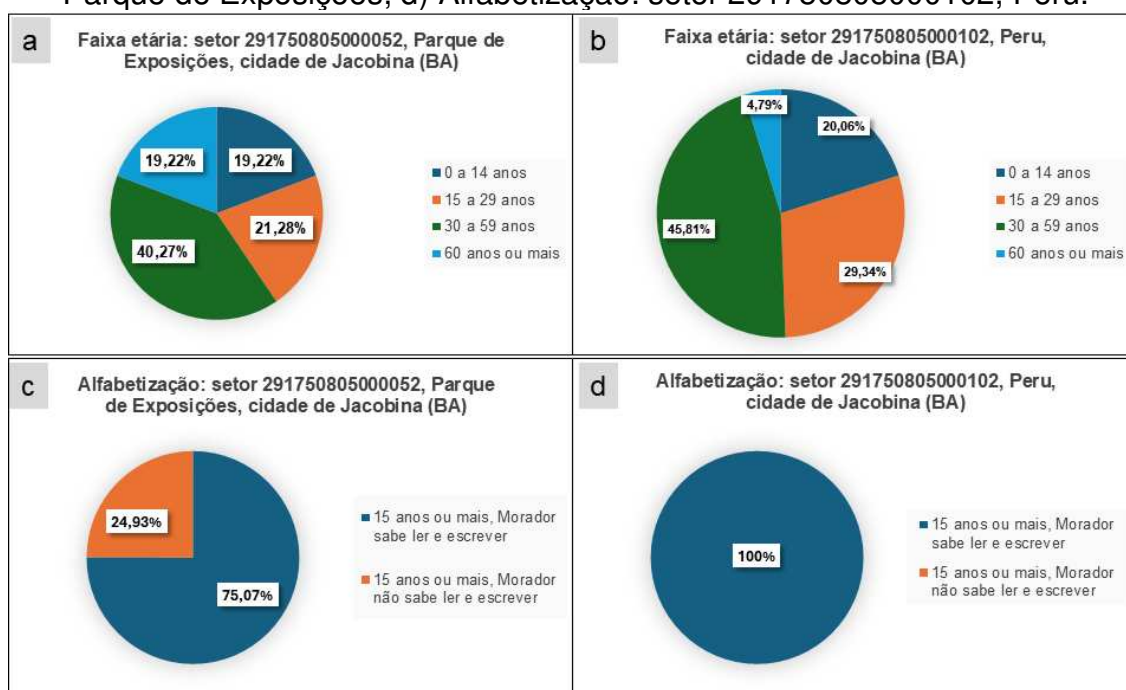 Parque de Exposições; d) Alfabetização: setor 291750805000102, Peru.
a
Faixa etária: setor 291750805000052, Parque de
Exposições, cidade de Jacobina (BA)
19,22%
19,22%
21,28%
40,27%
0 a 14 anos
15 a 29 anos
30 a 59 anos
60 anos ou mais
b
Faixa etária: setor 291750805000102, Peru,
cidade de Jacobina (BA)
4,79%
20,06%
45,81%
29,34%
0 a 14 anos
15 a 29 anos
30 a 59 anos
60 anos ou mais
c
Alfabetização: setor 291750805000052, Parque
de Exposições, cidade de Jacobina (BA)
24,93%
75,07%
15 anos ou mais, Morador
sabe ler e escrever
15 anos ou mais, Morador
não sabe ler e escrever
d
Alfabetização: setor 291750805000102, Peru,
cidade de Jacobina (BA)
100%
15 anos ou mais, Morador
sabe ler e escrever
15 anos ou mais, Morador
não sabe ler e escrever